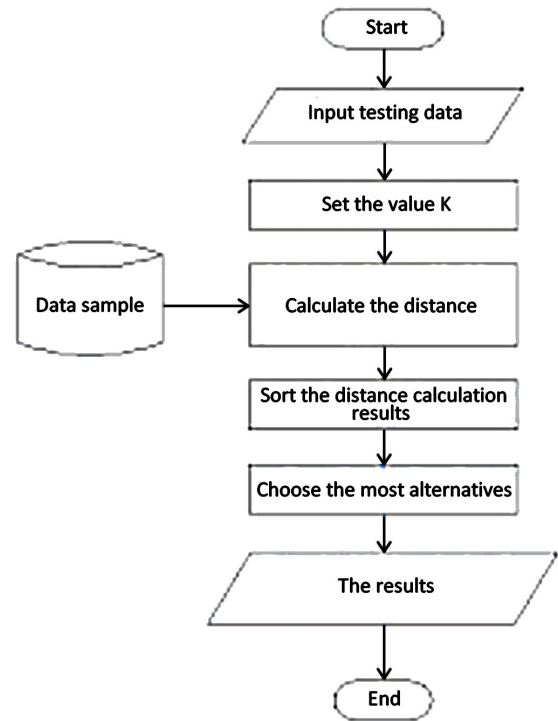 Start
Input testing data
Set the value K
Data sample
Calculate the distance
Sort the distance calculation
results
Choose the most alternatives
The results
End